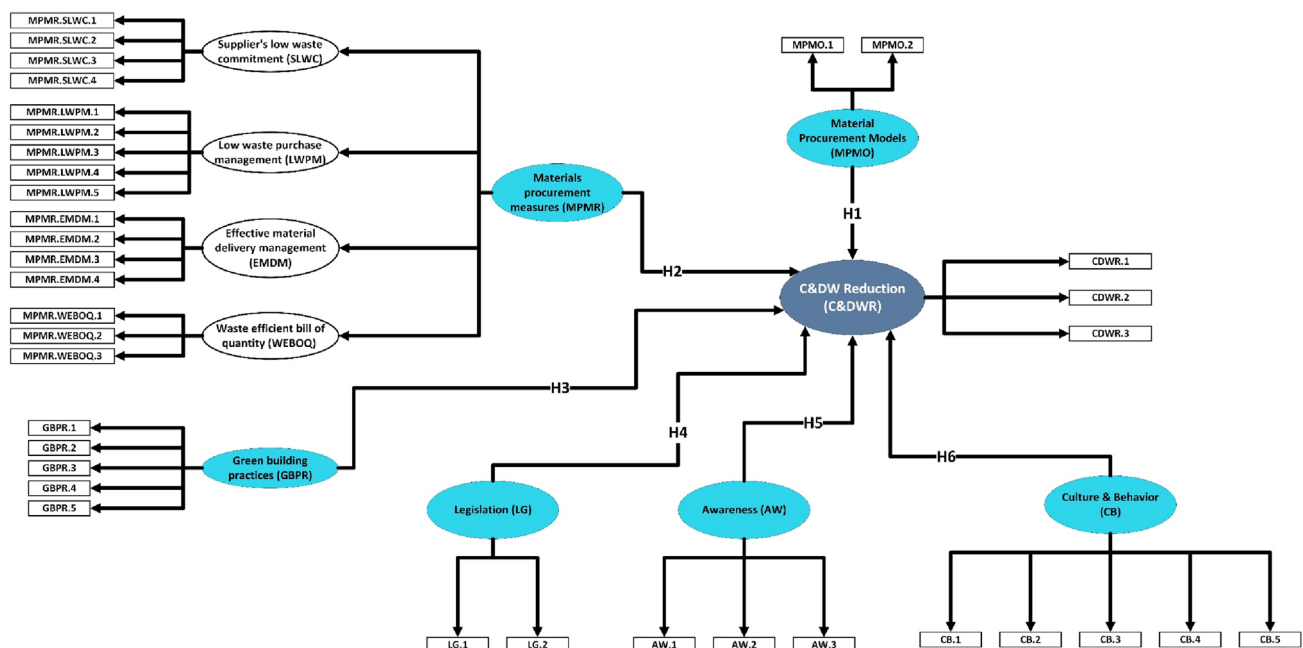 MPMR.SLWC.1
MPMR.SLWC.2
MPMR.SLWC.3
MPMR.SLWC.4
Supplier's low waste
commitment (SLWC)
MPMR.LWPM.1
MPMR.LWPM.2
MPMR.LWPM.3
MPMR.LWPM.4
MPMR.LWPM.5
Low waste purchase
management (LWPM)
MPMR.EMDM.1
MPMR.EMDM.2
MPMR.EMDM.3
MPMR.EMDM.4
Effective material
delivery management
(EMDM)
MPMR.WEBOQ.1
MPMR.WEBOQ.2
MPMR.WEBOQ.3
Waste efficient bill of
quantity (WEBOQ)
Materials
procurement
measures (MPMR)
MPMO.1
MPMO.2
Material
Procurement Models
(MPMO)
H1
H2
C&DW Reduction
(C&DWR)
CDWR.1
CDWR.2
CDWR.3
H3
H4
H5
H6
GBPR.1
GBPR.2
GBPR.3
GBPR.4
GBPR.5
Green building
practices (GBPR)
Legislation (LG)
LG.1
LG.2
Awareness (AW)
AW.1
AW.2
AW.3
Culture & Behavior
(CB)
CB.1
CB.2
CB.3
CB.4
CB.5